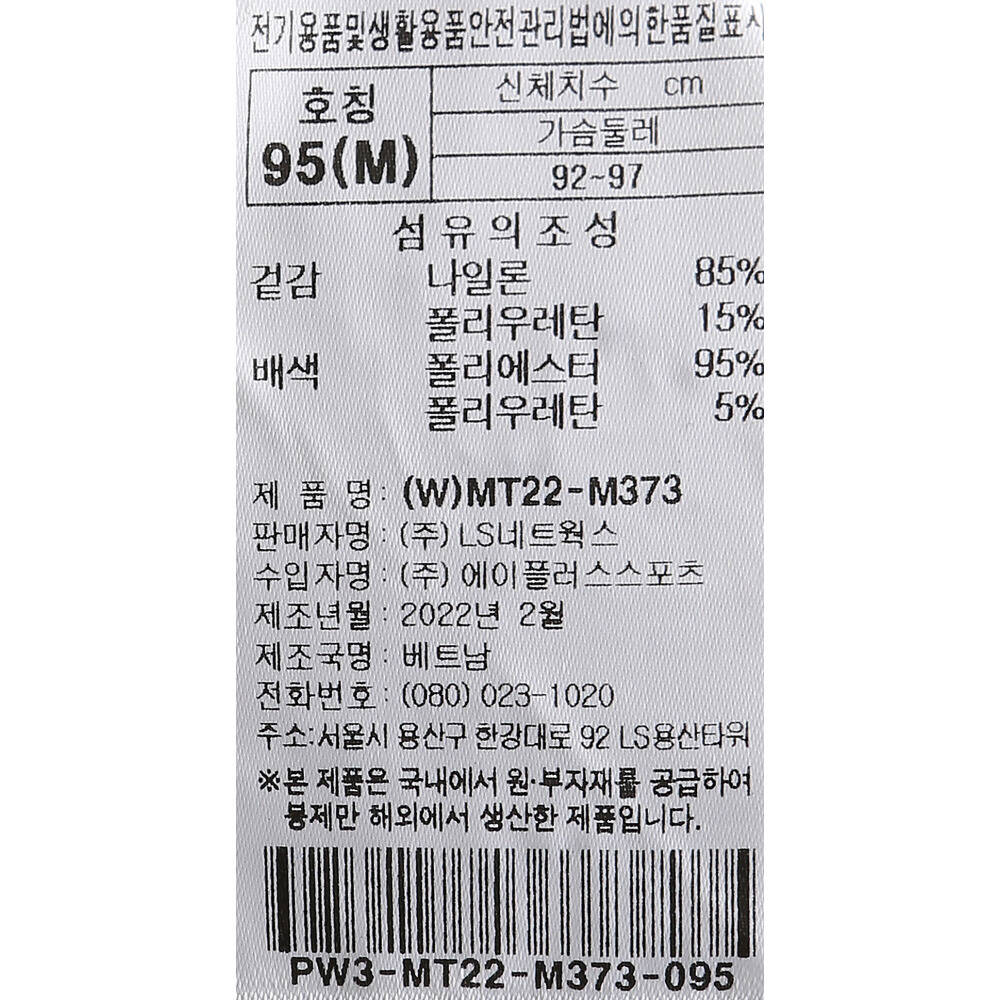 전기용품및생활용품안전관리법에의한품질표시
호칭
95(M)
신체치수 cm
가슴둘레
92~97
섬유의조성
겉감 나일론 85%
폴리우레탄 15%
배색 폴리에스터 95%
폴리우레탄 5%
제 품 명 : (W)MT22-M373
판매자명 : (주) LS네트웍스
수입자명 : (주) 에이플러스스포츠
제조년월 : 2022년 2월
제조국명 : 베트남
전화번호 : (080) 023-1020
주소:서울시 용산구 한강대로 92 LS용산타워
※본 제품은 국내에서 원·부자재를 공급하여
봉제만 해외에서 생산한 제품입니다.
PW3-MT22-M373-095